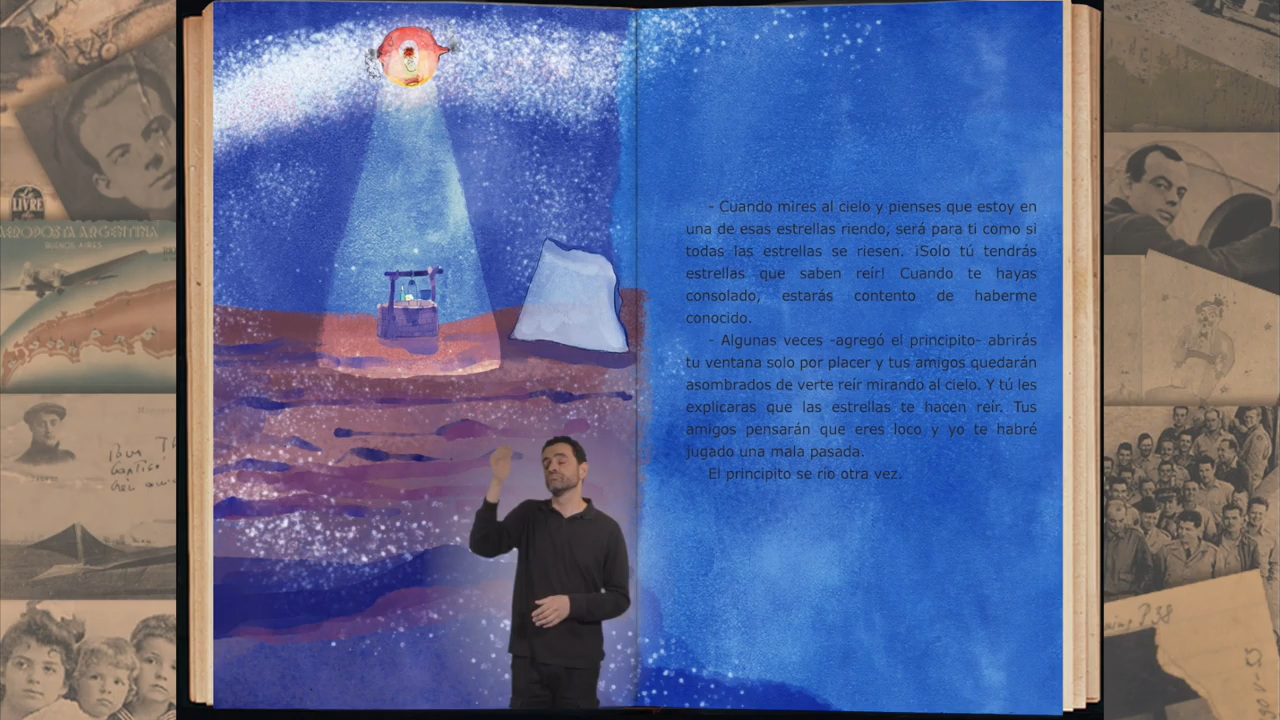 LIVRE
AEROPOSTA ARGENTINA
BUENOS AIRES
- Cuando mires al cielo y pienses que estoy en
una de esas estrellas riendo, será para ti como si
todas las estrellas se riesen. ¡Solo tú tendrás
estrellas que saben reír! Cuando te hayas
consolado, estarás contento de haberme
conocido.
- Algunas veces -agregó el principito- abrirás
tu ventana solo por placer y tus amigos quedarán
asombrados de verte reír mirando al cielo. Y tú les
explicaras que las estrellas te hacen reír. Tus
amigos pensarán que eres loco y yo te habré
jugado una mala pasada.
El principito se rio otra vez.
P38